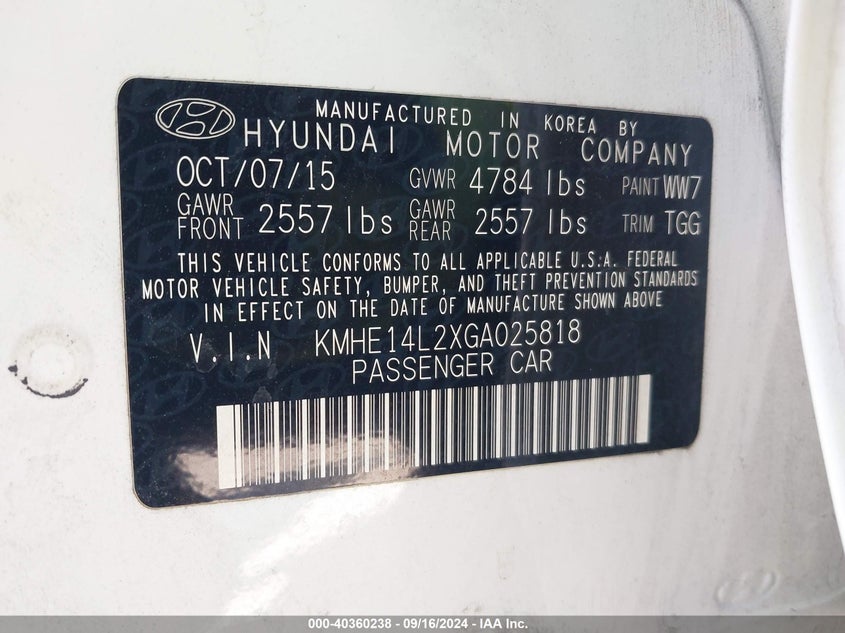 MANUFACTURED IN KOREA BY
HYUNDAI MOTOR COMPANY
OCT/07/15 GVWR 4784 lbs PAINT WW7
GAWR FRONT 2557 lbs GAWR REAR 2557 lbs TRIM TGG
THIS VEHICLE CONFORMS TO ALL APPLICABLE U.S.A. FEDERAL
MOTOR VEHICLE SAFETY, BUMPER, AND THEFT PREVENTION STANDARDS
IN EFFECT ON THE DATE OF MANUFACTURE SHOWN ABOVE
V.I.N KMHE14L2XGA025818
PASSENGER CAR
000-40360238 - 09/16/2024 - IAA Inc.